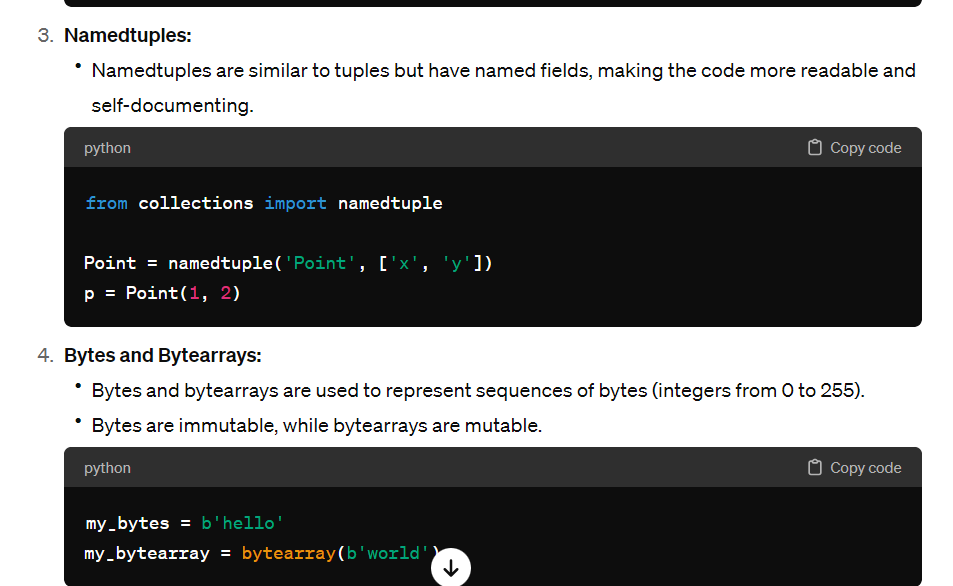 3. Namedtuples:
• Namedtuples are similar to tuples but have named fields, making the code more readable and
self-documenting.
python Copy code
from collections import namedtuple
Point = namedtuple('Point', ['x', 'y'])
p = Point(1, 2)
4. Bytes and Bytearrays:
• Bytes and bytearrays are used to represent sequences of bytes (integers from 0 to 255).
• Bytes are immutable, while bytearrays are mutable.
python Copy code
my_bytes = b'hello'
my_bytearray = bytearray(b'world')